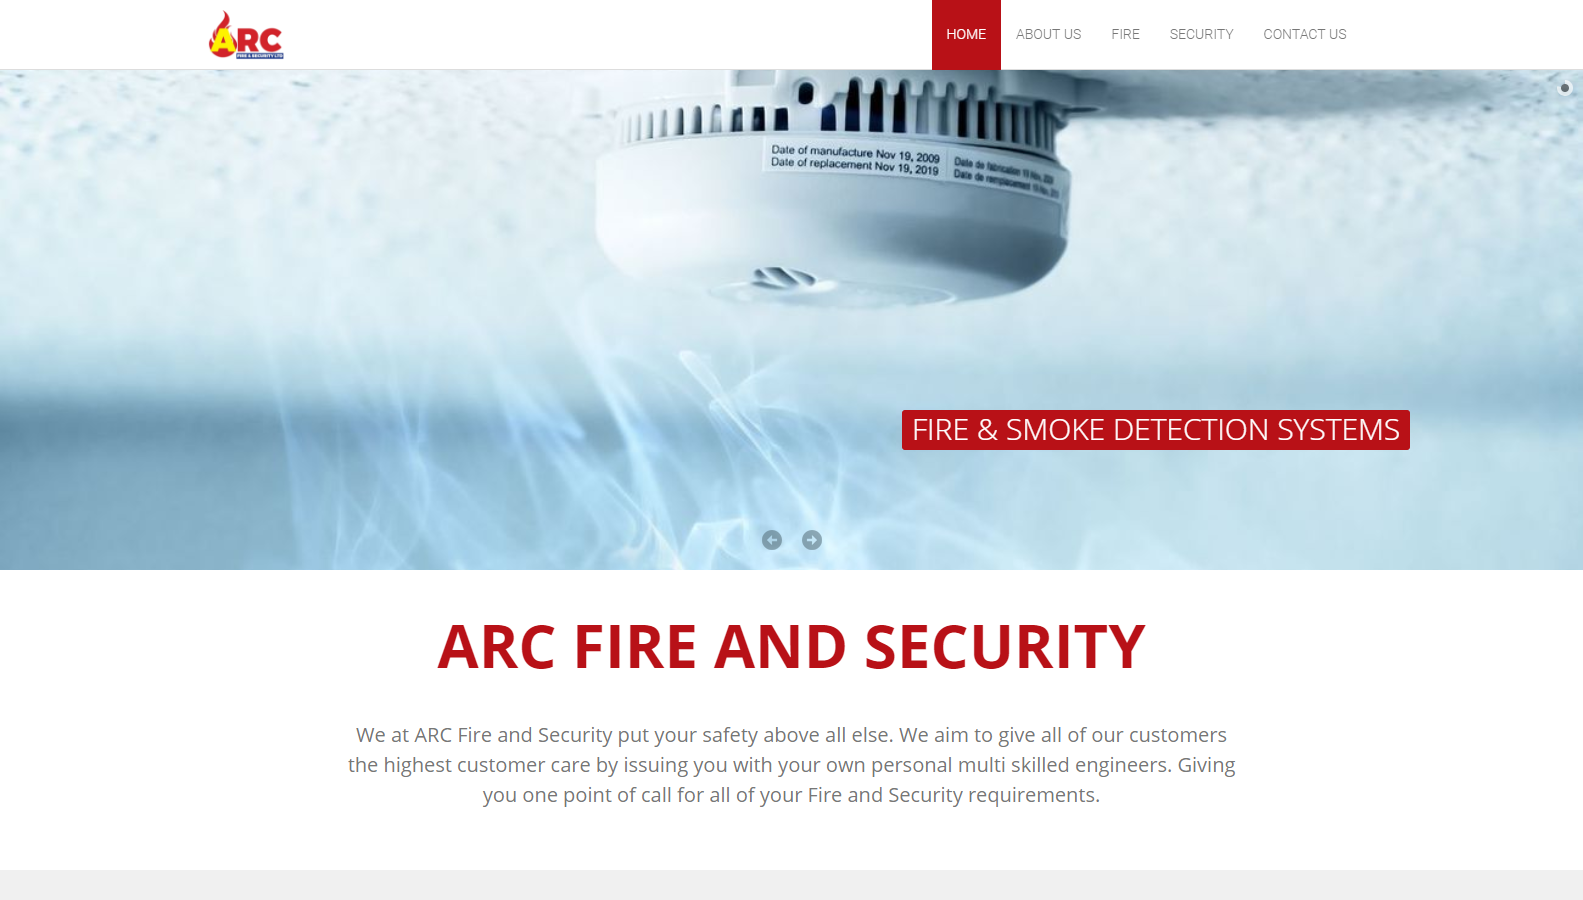 ARC
FIRE & SECURITY LTD
HOME ABOUT US FIRE SECURITY CONTACT US
Date of manufacture Nov 19, 2009
Date of replacement Nov 19, 2019
Date de fabrication 19 Nov, 2009
Date de remplacement 19 Nov,
FIRE & SMOKE DETECTION SYSTEMS
ARC FIRE AND SECURITY
We at ARC Fire and Security put your safety above all else. We aim to give all of our customers
the highest customer care by issuing you with your own personal multi skilled engineers. Giving
you one point of call for all of your Fire and Security requirements.